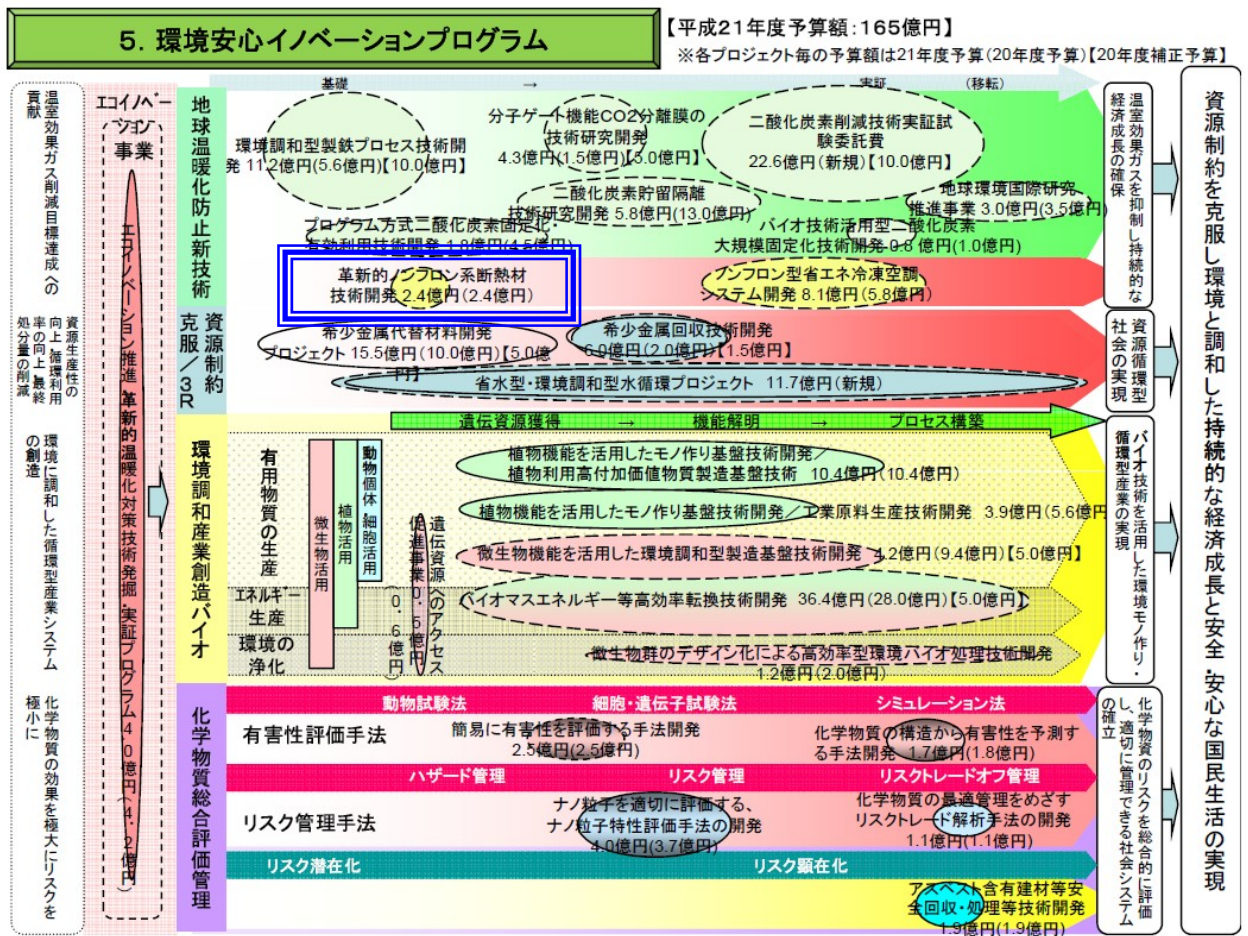 5．環境安心イノベーションプログラム
【平成21年度予算額：165億円】
※各プロジェクト毎の予算額は21年度予算(20年度予算)【20年度補正予算】
温室効果ガス削減目標達成への
貢献
資源生産性の
向上、循環利用
率の向上、最終
処分量の削減
環境に調和した循環型産業システム
の創造
化学物質の効果を極大にリスクを
極小に
エコイノベー
ション
事業
エコイノベーション推進・革新的温暖化対策技術発掘・実証プログラム40億円(4.2億円)
地球温暖化防止新技術
基礎
→
実証
(移転)
環境調和型製鉄プロセス技術開
発 11.2億円(5.6億円)【10.0億円】
分子ゲート機能CO2分離膜の
技術研究開発
4.3億円(1.5億円)【5.0億円】
二酸化炭素削減技術実証試
験委託費
22.6億円(新規)【10.0億円】
二酸化炭素貯留隔離
技術研究開発 5.8億円(13.0億円)
地球環境国際研究
推進事業 3.0億円(3.5億円)
プログラム方式二酸化炭素固定化・
有効利用技術開発 1.8億円(4.5億円)
バイオ技術活用型二酸化炭素
大規模固定化技術開発 0.8億円(1.0億円)
革新的ノンフロン系断熱材
技術開発 2.4億円(2.4億円)
ノンフロン型省エネ冷凍空調
システム開発 8.1億円(5.8億円)
資源制約
克服／3R
希少金属代替材料開発
プロジェクト 15.5億円(10.0億円)【5.0億
円】
希少金属回収技術開発
(2.0億円)【1.5億円】
省水型・環境調和型水循環プロジェクト 11.7億円(新規)
環境調和産業創造バイオ
遺伝資源獲得
→
機能解明
→
プロセス構築
有用物質の生産
エネルギー
生産
環境の
浄化
微生物活用
植物活用
動物個体・細胞活用
遺伝資源へのアクセス
促進事業0.5億円
(0.6億円)
植物機能を活用したモノ作り基盤技術開発／
植物利用高付加価値物質製造基盤技術 10.4億円(10.4億円)
植物機能を活用したモノ作り基盤技術開発／工業原料生産技術開発 3.9億円(5.6億円
微生物機能を活用した環境調和型製造基盤技術開発 4.2億円(9.4億円)【5.0億円】
バイオマスエネルギー等高効率転換技術開発 36.4億円(28.0億円)【5.0億円】
微生物群のデザイン化による高効率型環境バイオ処理技術開発
1.2億円(2.0億円)
化学物質総合評価管理
動物試験法
細胞・遺伝子試験法
シミュレーション法
有害性評価手法
簡易に有害性を評価する手法開発
2.5億円(2.5億円)
化学物質の構造から有害性を予測す
る手法開発 1.7億円(1.8億円)
ハザード管理
リスク管理
リスクトレードオフ管理
リスク管理手法
ナノ粒子を適切に評価する、
ナノ粒子特性評価手法の開発
4.0億円(3.7億円)
化学物質の最適管理をめざす
リスクトレード解析手法の開発
1.1億円(1.1億円)
リスク潜在化
リスク顕在化
アスベスト含有建材等安
全回収・処理等技術開発
1.9億円(1.9億円)
温室効果ガスを抑制し持続的な
経済成長の確保
資源循環型
社会の実現
バイオ技術を活用した環境モノ作り・
循環型産業の実現
化学物資のリスクを総合的に評価
し、適切に管理できる社会システム
の確立
資源制約を克服し環境と調和した持続的な経済成長と安全・安心な国民生活の実現